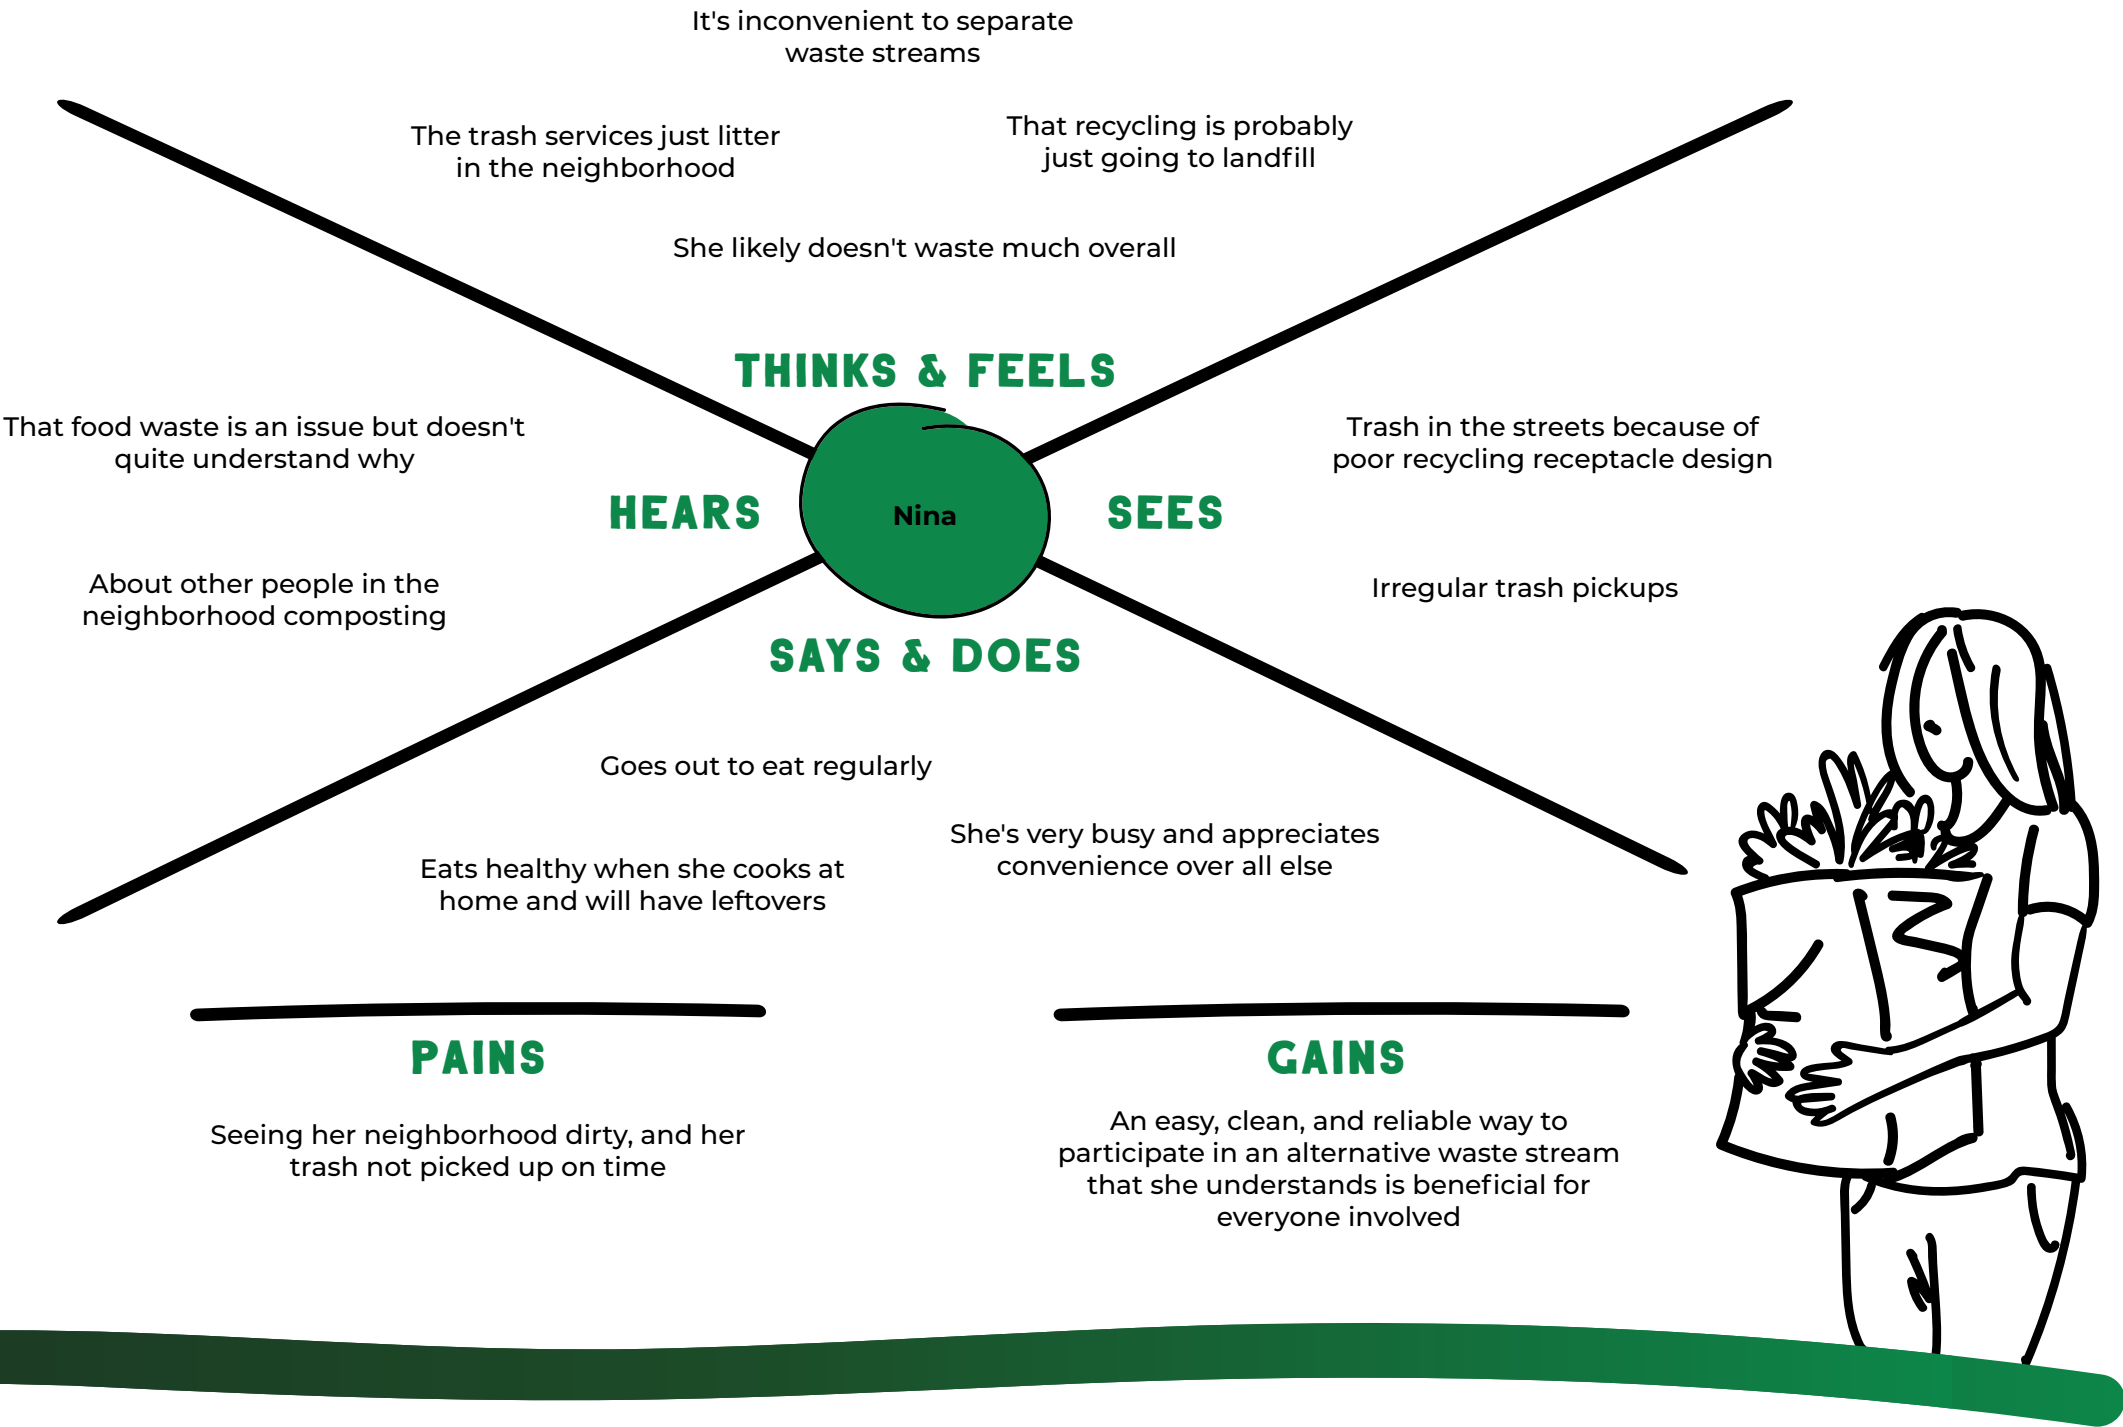 It's inconvenient to separate
waste streams
The trash services just litter
in the neighborhood
That recycling is probably
just going to landfill
She likely doesn't waste much overall
THINKS & FEELS
That food waste is an issue but doesn't
quite understand why
About other people in the
neighborhood composting
HEARS
Nina
SEES
Trash in the streets because of
poor recycling receptacle design
Irregular trash pickups
SAYS & DOES
Goes out to eat regularly
She's very busy and appreciates
convenience over all else
Eats healthy when she cooks at
home and will have leftovers
PAINS
Seeing her neighborhood dirty, and her
trash not picked up on time
GAINS
An easy, clean, and reliable way to
participate in an alternative waste stream
that she understands is beneficial for
everyone involved